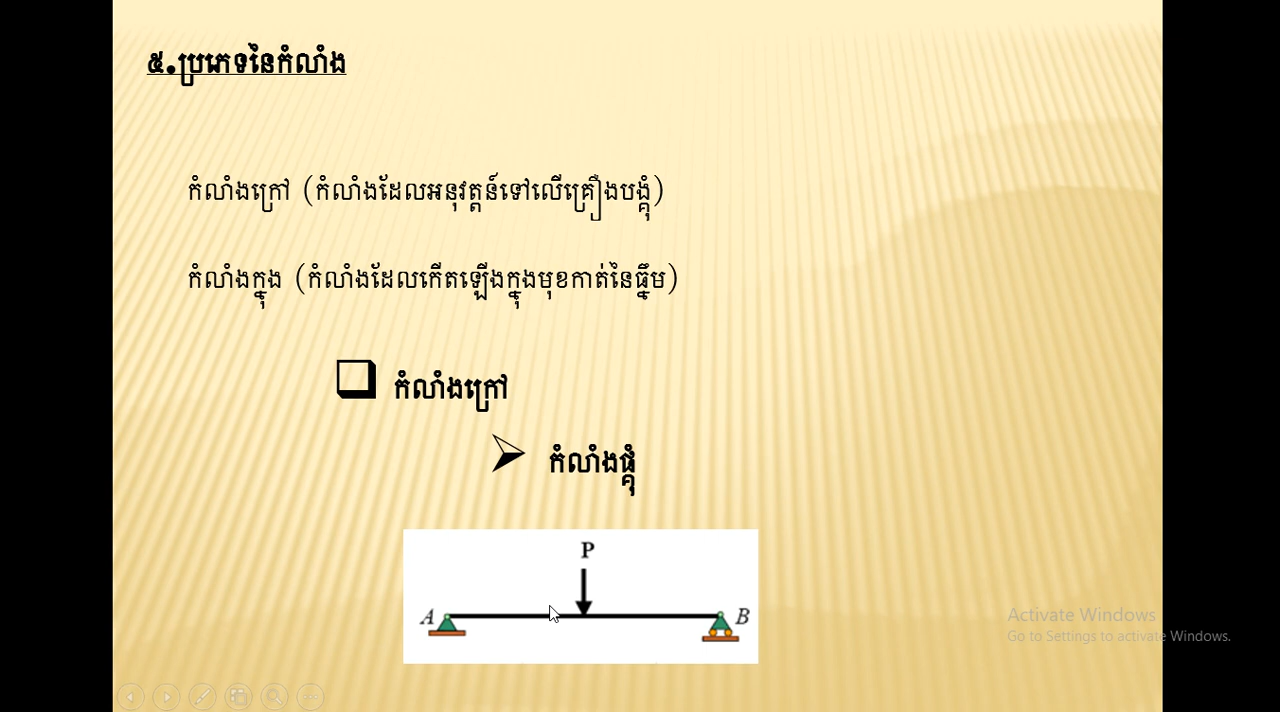 ៥.ប្រភេទនៃកំលាំង
កំលាំងក្រៅ (កំលាំងដែលអនុវត្តន៍ទៅលើគ្រឿងបង្គុំ)
កំលាំងក្នុង (កំលាំងដែលកើតឡើងក្នុងមុខកាត់នៃធ្នឹម)
កំលាំងក្រៅ
កំលាំងផ្គុំ
P
A B
Activate Windows
Go to Settings to activate Windows.